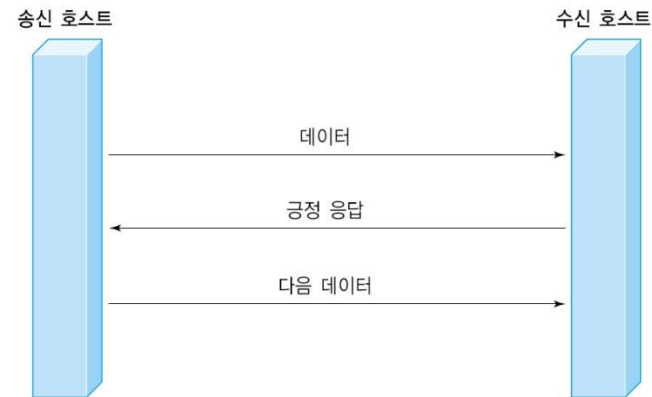 송신 호스트
수신 호스트
데이터
긍정 응답
다음 데이터